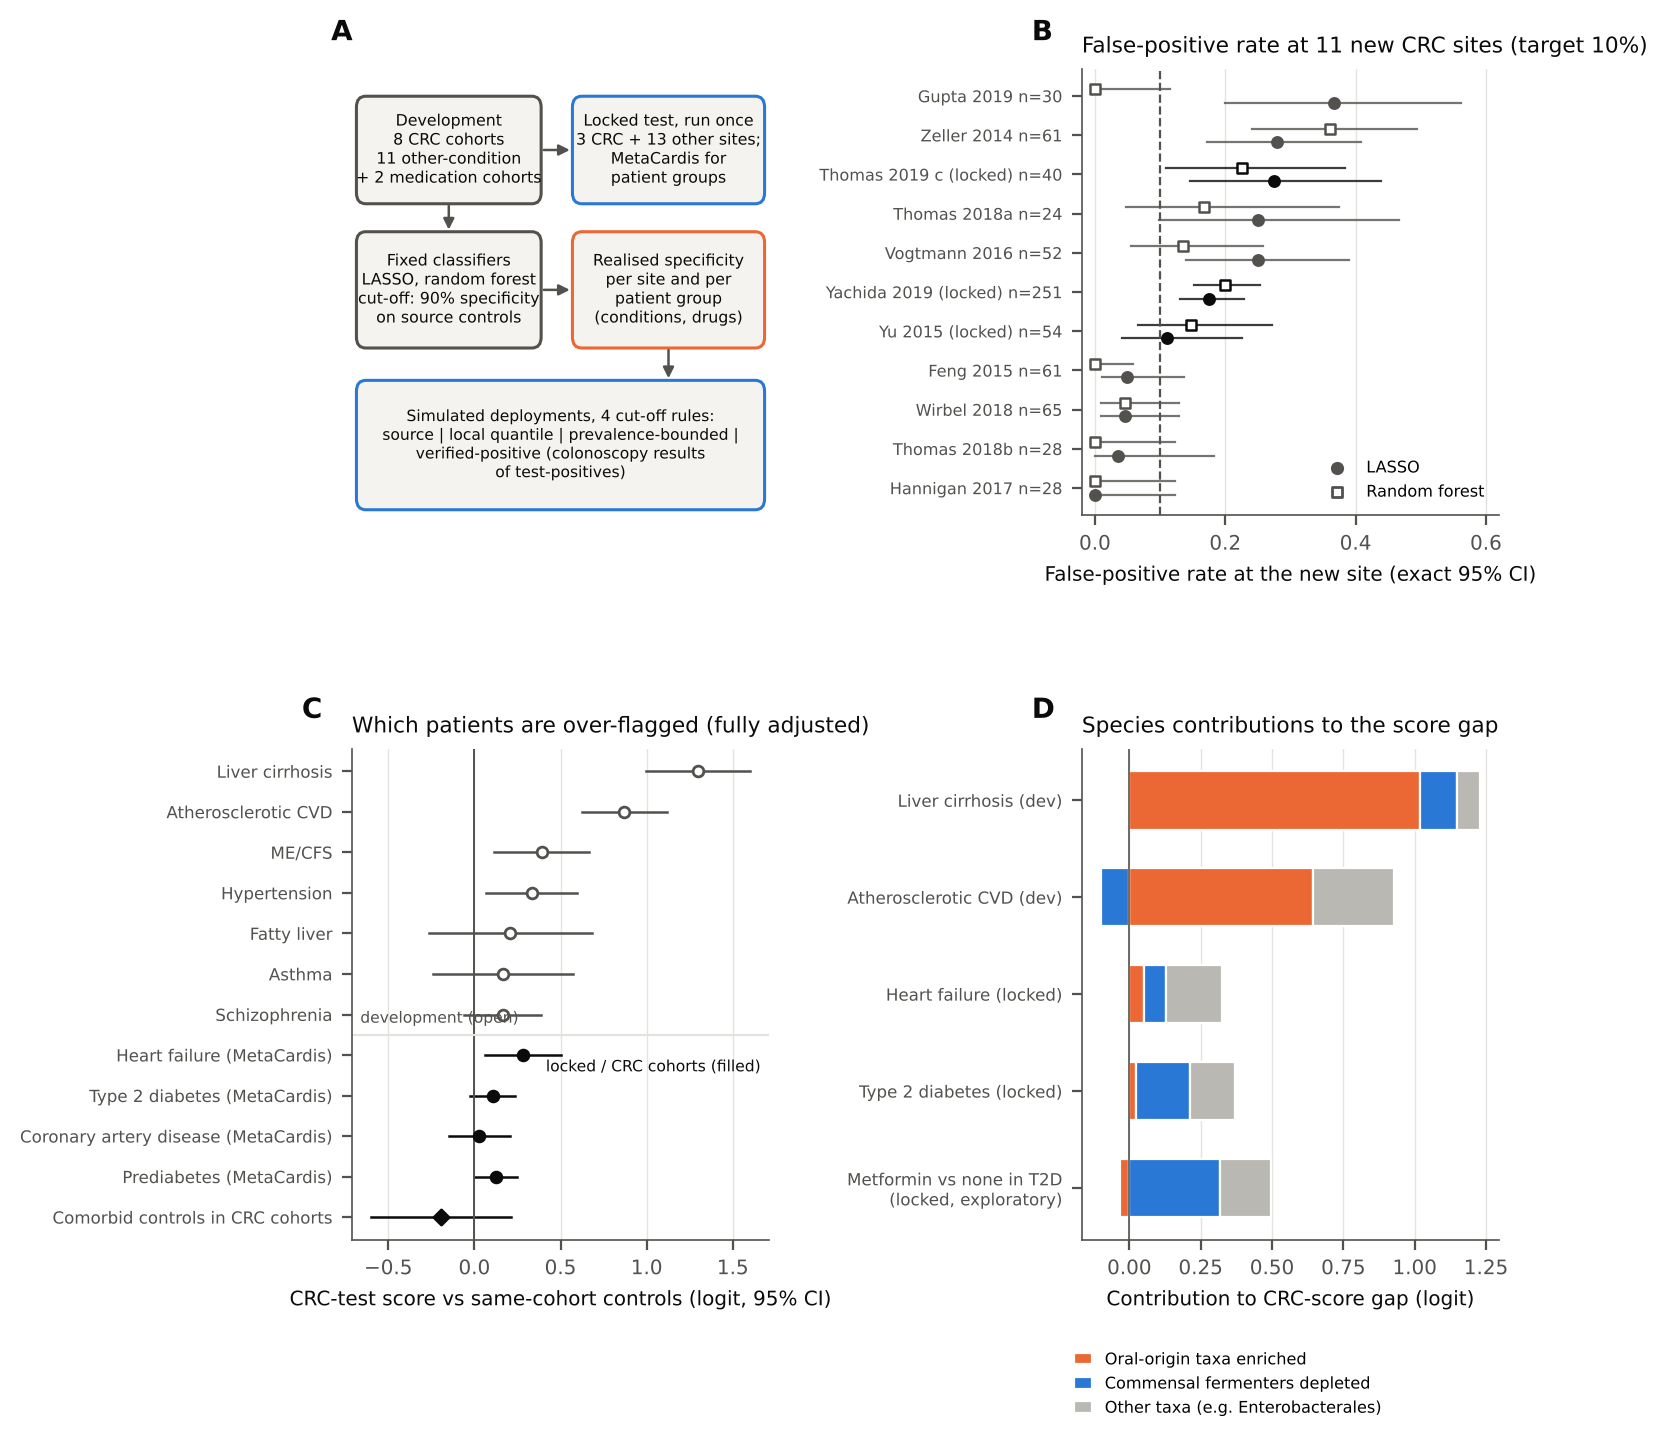 A
Development
8 CRC cohorts
11 other-condition
+ 2 medication cohorts
Locked test, run once
3 CRC + 13 other sites;
MetaCardis for
patient groups
Fixed classifiers
LASSO, random forest
cut-off: 90% specificity
on source controls
Realised specificity
per site and per
patient group
(conditions, drugs)
Simulated deployments, 4 cut-off rules:
source | local quantile | prevalence-bounded |
verified-positive (colonoscopy results
of test-positives)
B
False-positive rate at 11 new CRC sites (target 10%)
Gupta 2019 n=30
Zeller 2014 n=61
Thomas 2019 c (locked) n=40
Thomas 2018a n=24
Vogtmann 2016 n=52
Yachida 2019 (locked) n=251
Yu 2015 (locked) n=54
Feng 2015 n=61
Wirbel 2018 n=65
Thomas 2018b n=28
Hannigan 2017 n=28
LASSO
Random forest
0.0 0.2 0.4 0.6
False-positive rate at the new site (exact 95% CI)
C
Which patients are over-flagged (fully adjusted)
Liver cirrhosis
Atherosclerotic CVD
ME/CFS
Hypertension
Fatty liver
Asthma
Schizophrenia
development (open)
Heart failure (MetaCardis)
locked / CRC cohorts (filled)
Type 2 diabetes (MetaCardis)
Coronary artery disease (MetaCardis)
Prediabetes (MetaCardis)
Comorbid controls in CRC cohorts
−0.5 0.0 0.5 1.0 1.5
CRC-test score vs same-cohort controls (logit, 95% CI)
D
Species contributions to the score gap
Liver cirrhosis (dev)
Atherosclerotic CVD (dev)
Heart failure (locked)
Type 2 diabetes (locked)
Metformin vs none in T2D
(locked, exploratory)
0.00 0.25 0.50 0.75 1.00 1.25
Contribution to CRC-score gap (logit)
Oral-origin taxa enriched
Commensal fermenters depleted
Other taxa (e.g. Enterobacterales)